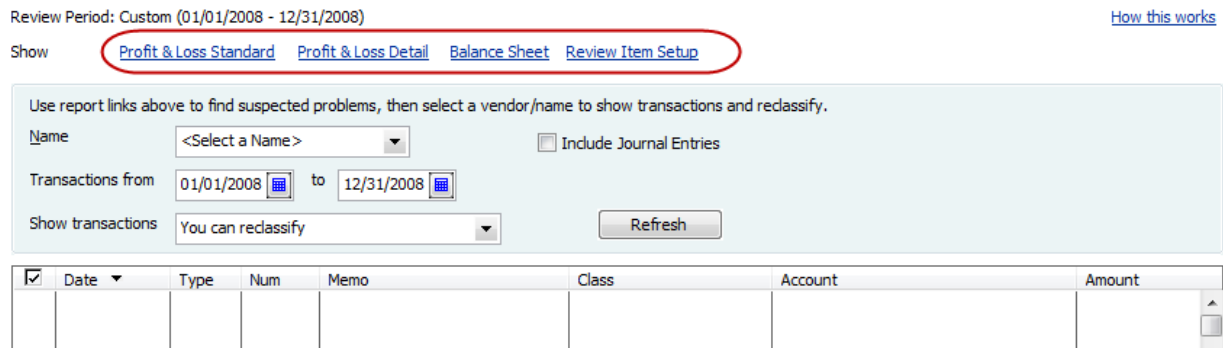 Review Period: Custom (01/01/2008 - 12/31/2008) How this works
Show Profit & Loss Standard Profit & Loss Detail Balance Sheet Review Item Setup
Use report links above to find suspected problems, then select a vendor/name to show transactions and reclassify.
Name <Select a Name> Include Journal Entries
Transactions from 01/01/2008 to 12/31/2008
Show transactions You can reclassify Refresh
Date Type Num Memo Class Account Amount